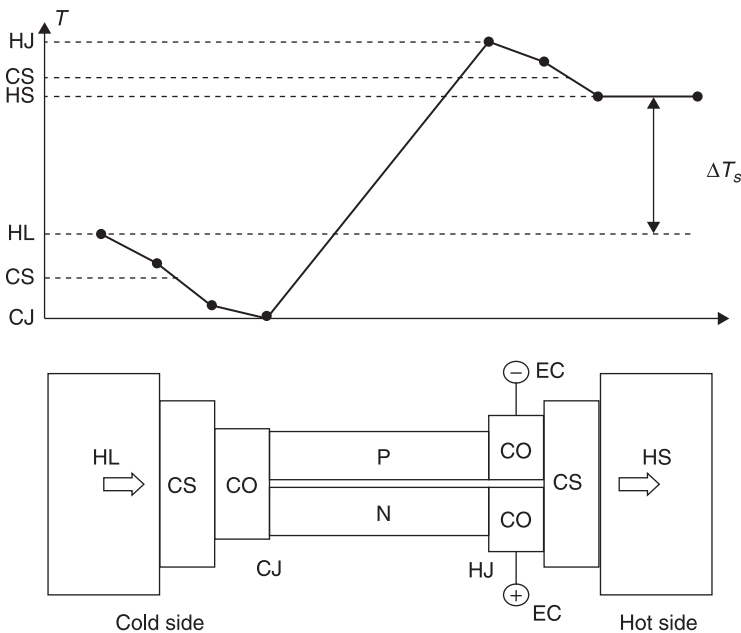 T
HJ
CS
HS
ΔTs
HL
CS
CJ
− EC
HL
CS
CO
P
CO
CS
HS
N
CO
CJ
HJ
+ EC
Cold side
Hot side